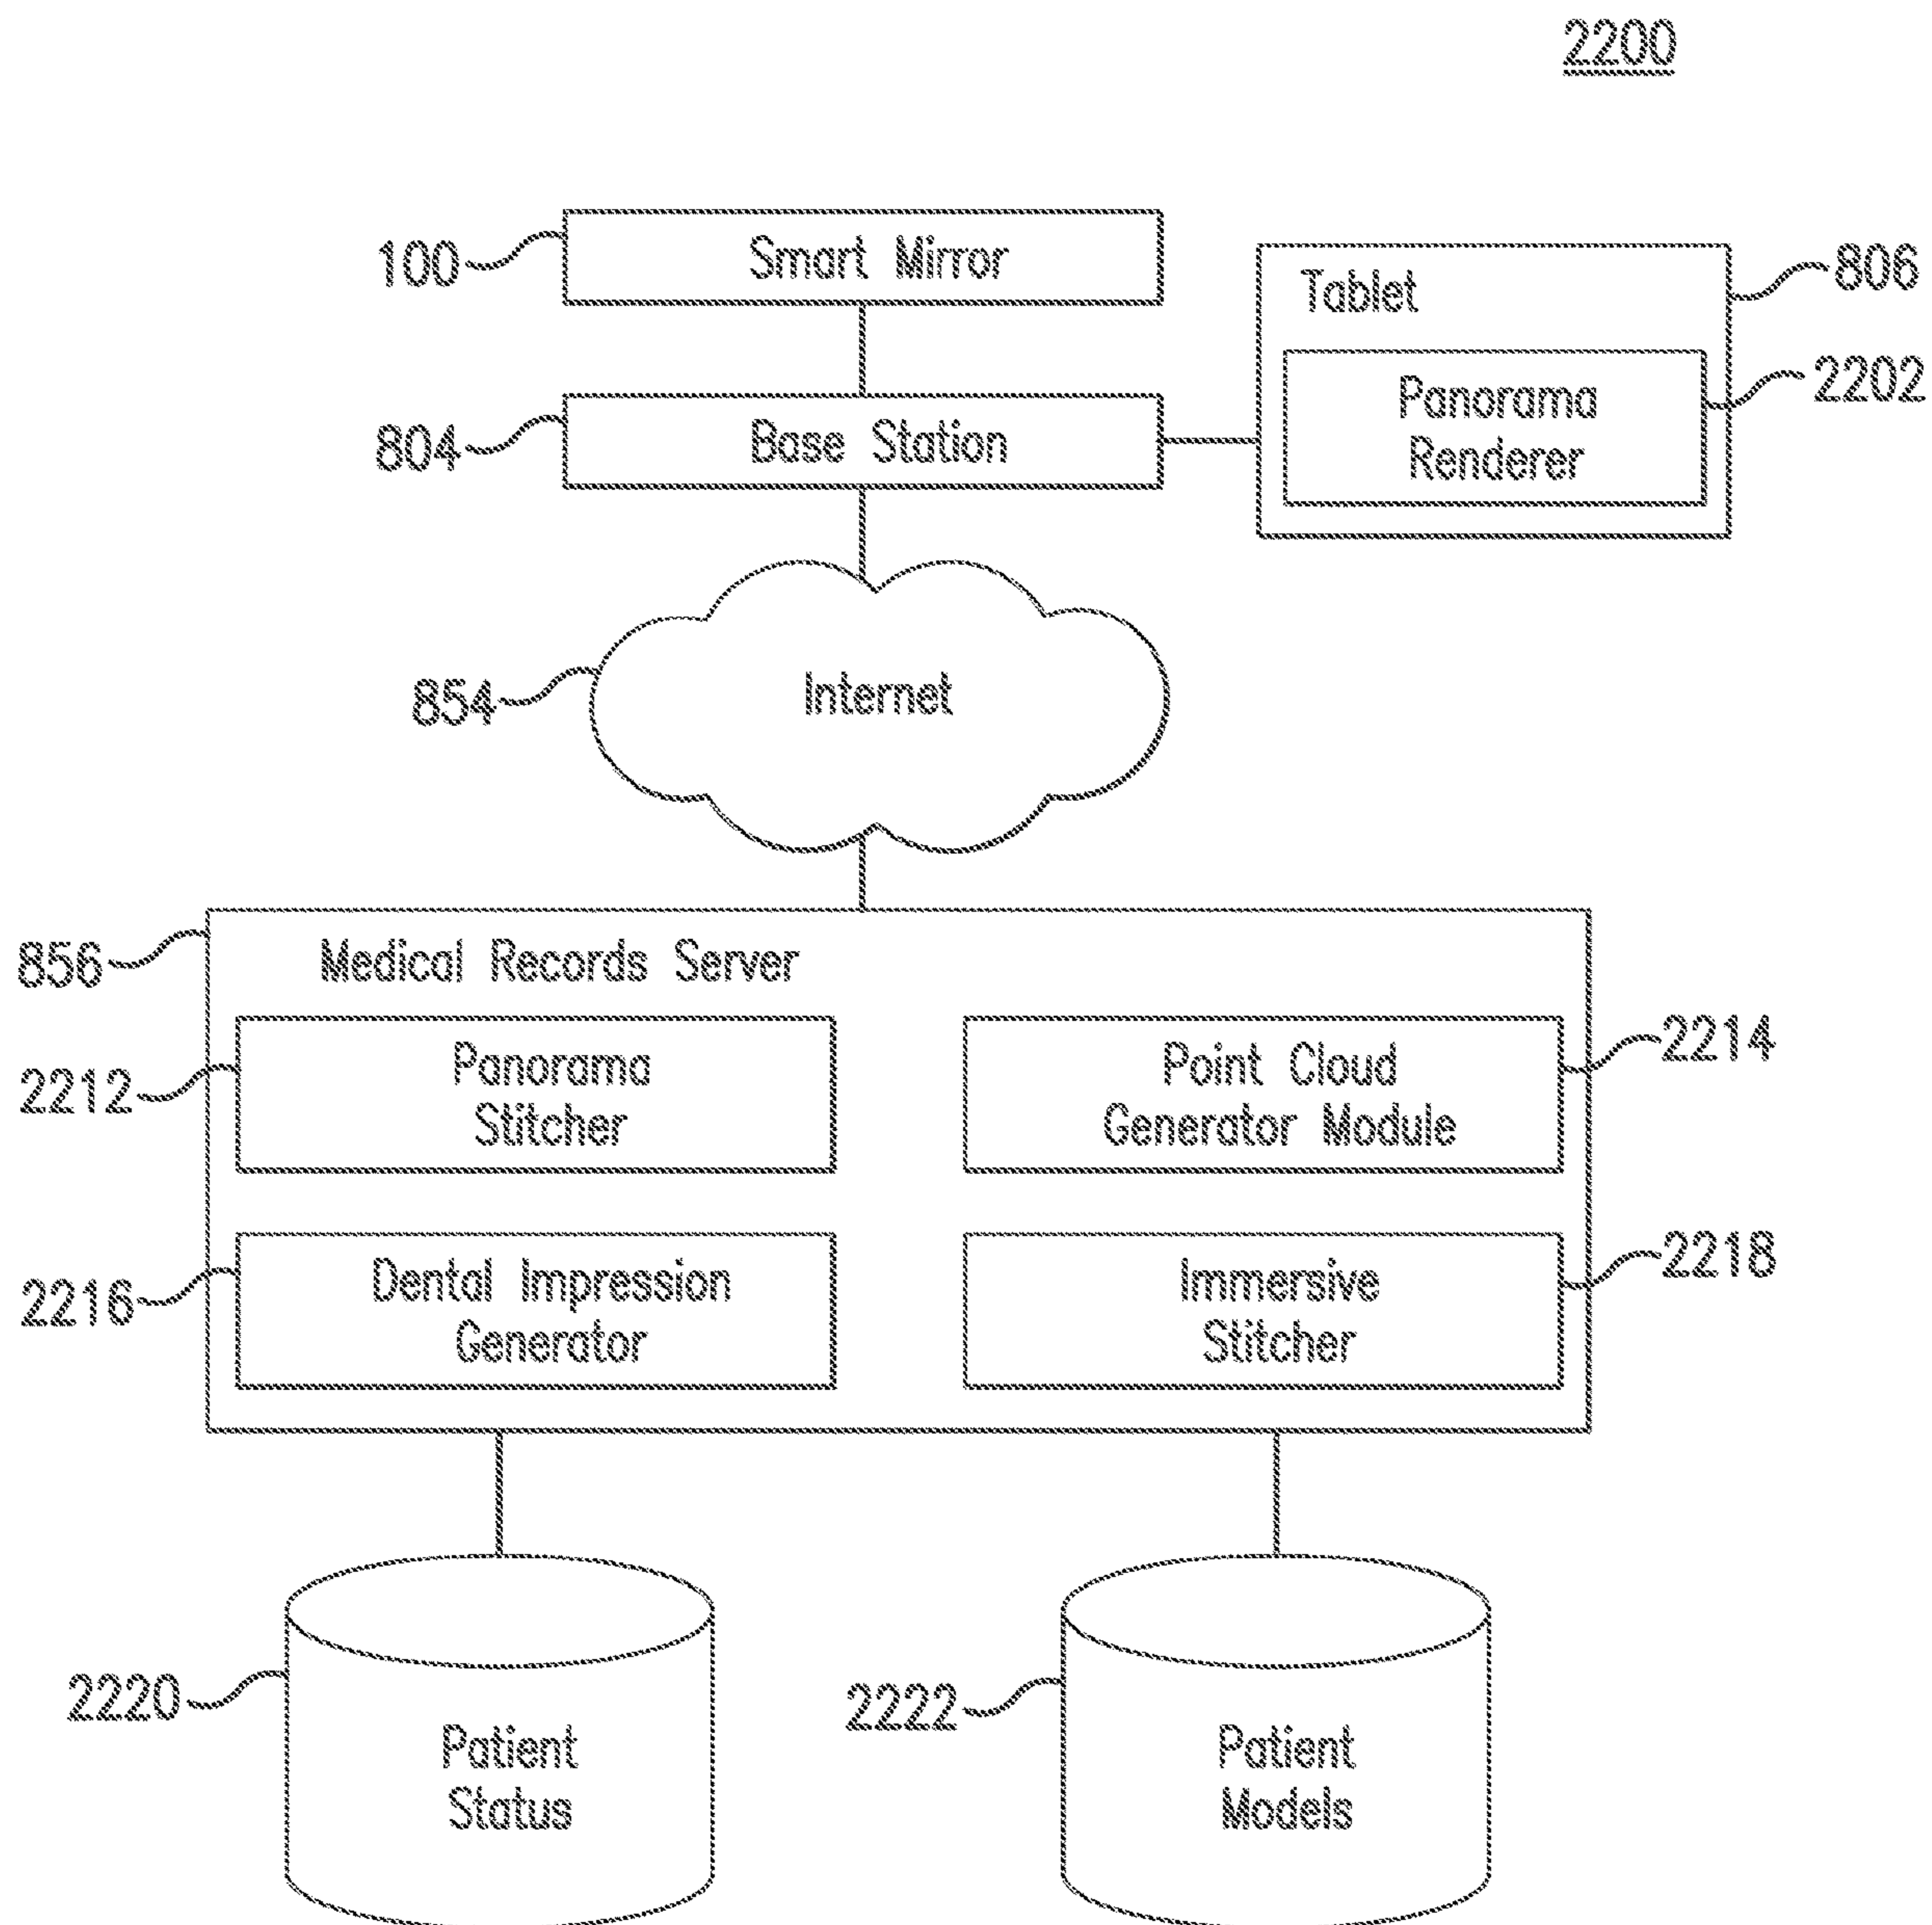 2200
100
Smart Mirror
Tablet
806
804
Base Station
Panorama
Renderer
2202
854
Internet
856
Medical Records Server
2212
Panorama
Stitcher
Point Cloud
Generator Module
2214
2216
Dental Impression
Generator
Immersive
Stitcher
2218
2220
Patient
Status
2222
Patient
Models